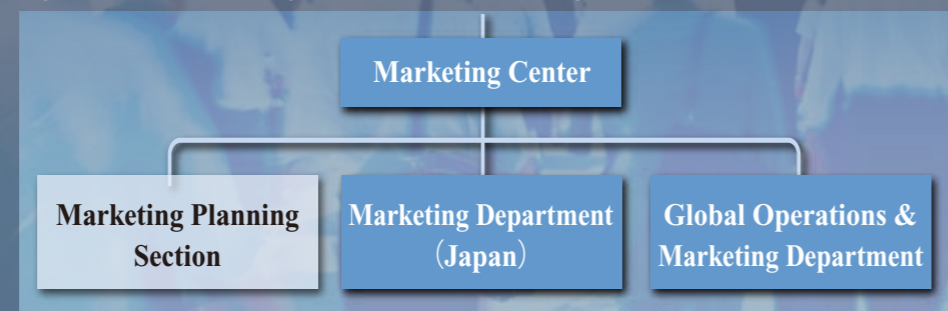 Marketing Center
Marketing Planning
Section
Marketing Department
（Japan）
Global Operations &
Marketing Department